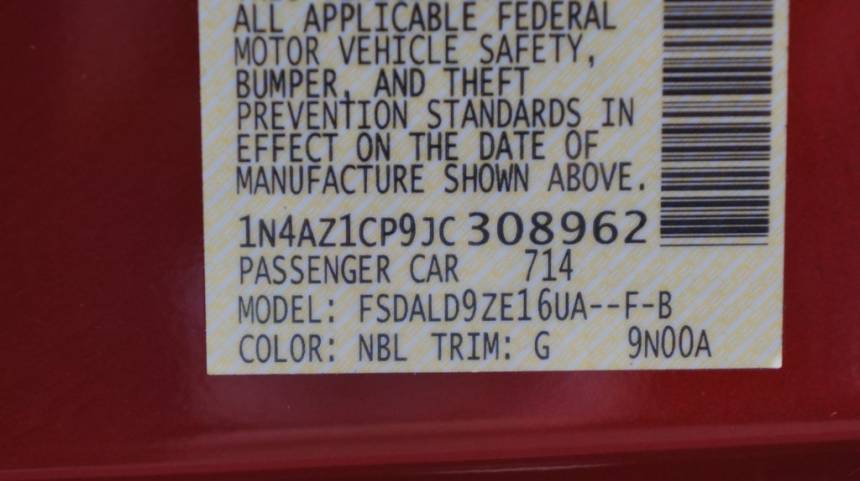 ALL APPLICABLE FEDERAL
MOTOR VEHICLE SAFETY,
BUMPER, AND THEFT
PREVENTION STANDARDS IN
EFFECT ON THE DATE OF
MANUFACTURE SHOWN ABOVE.
1N4AZ1CP9JC308962
PASSENGER CAR 714
MODEL: FSDALD9ZE16UA--F-B
COLOR: NBL TRIM: G 9N00A